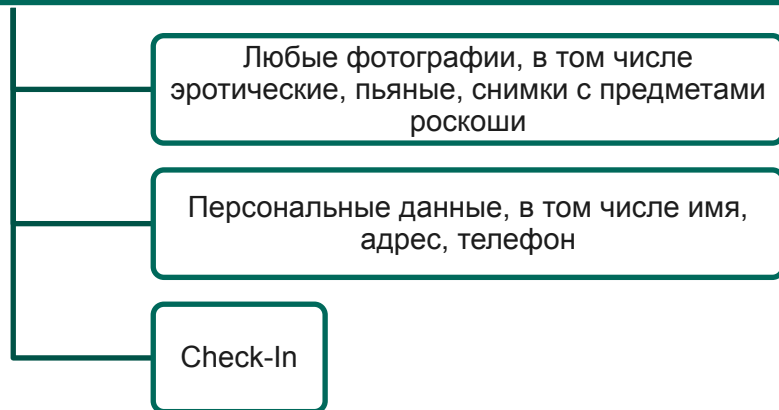 Любые фотографии, в том числе
эротические, пьяные, снимки с предметами
роскоши
Персональные данные, в том числе имя,
адрес, телефон
Check-In